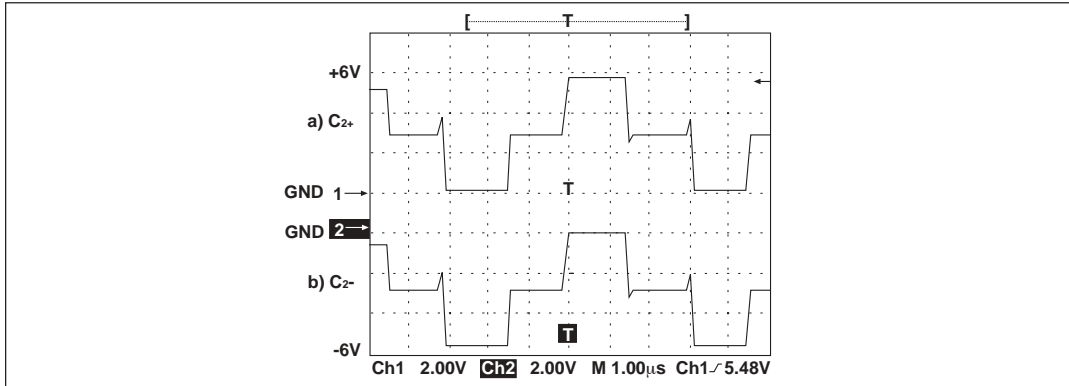 [ T ]
+6V
a) C2+
T
GND 1
GND 2
b) C2-
T
-6V
Ch1 2.00V Ch2 2.00V M 1.00μs Ch1 5.48V